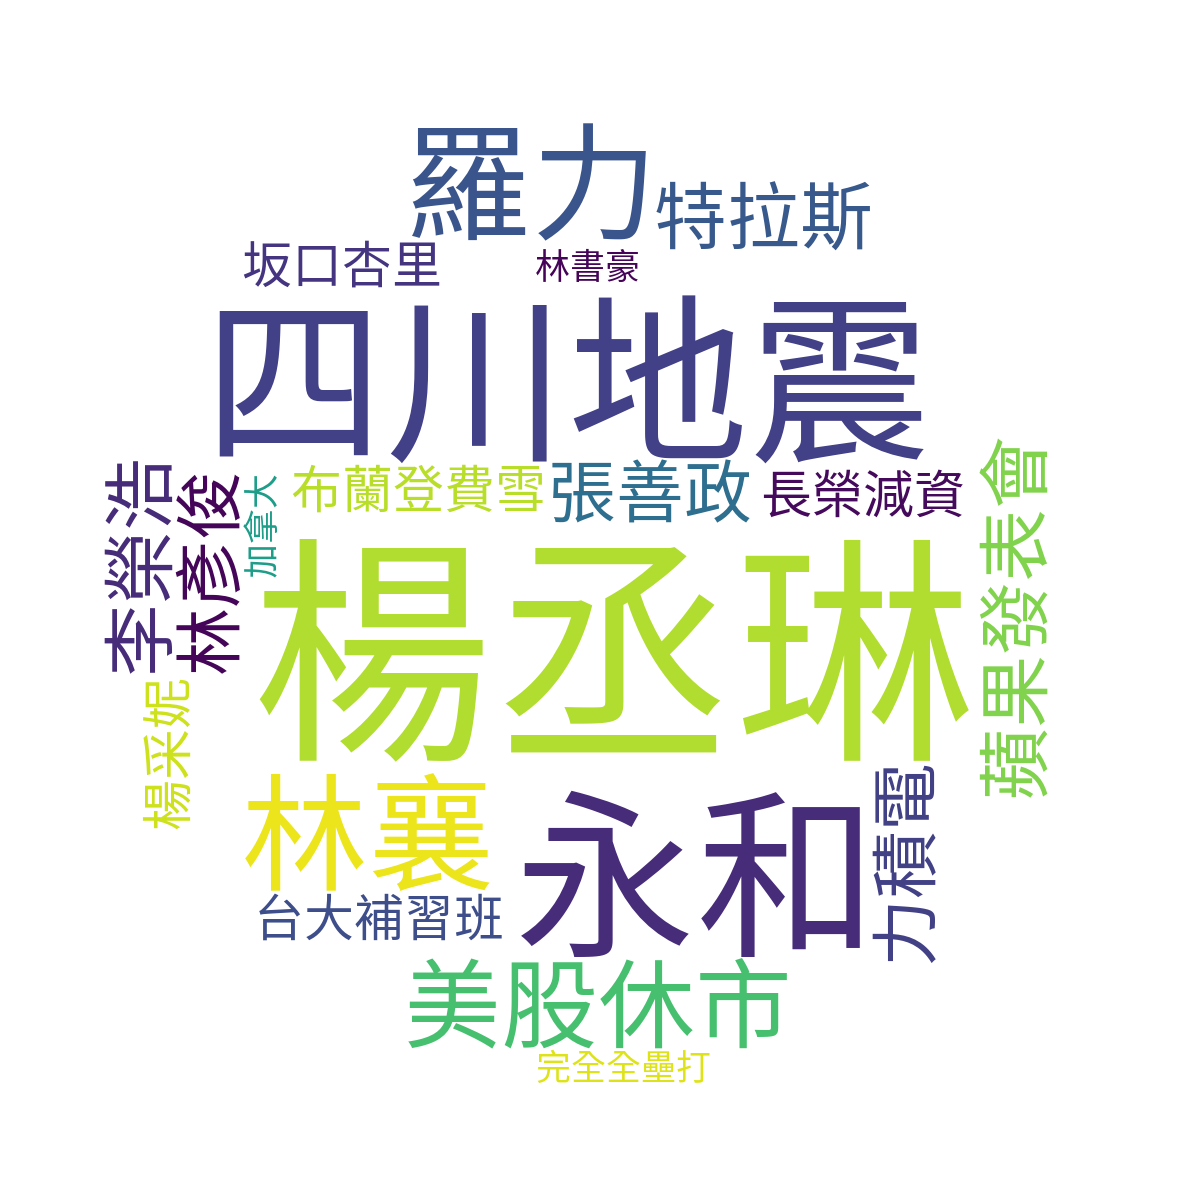 羅力
特拉斯
坂口杏里
林書豪
四川地震
李榮浩
林彥俊
加拿大
布蘭登費雪
張善政
長榮減資
蘋果發表會
楊丞琳
楊采妮
林襄
永和
力積電
台大補習班
美股休市
完全全壘打